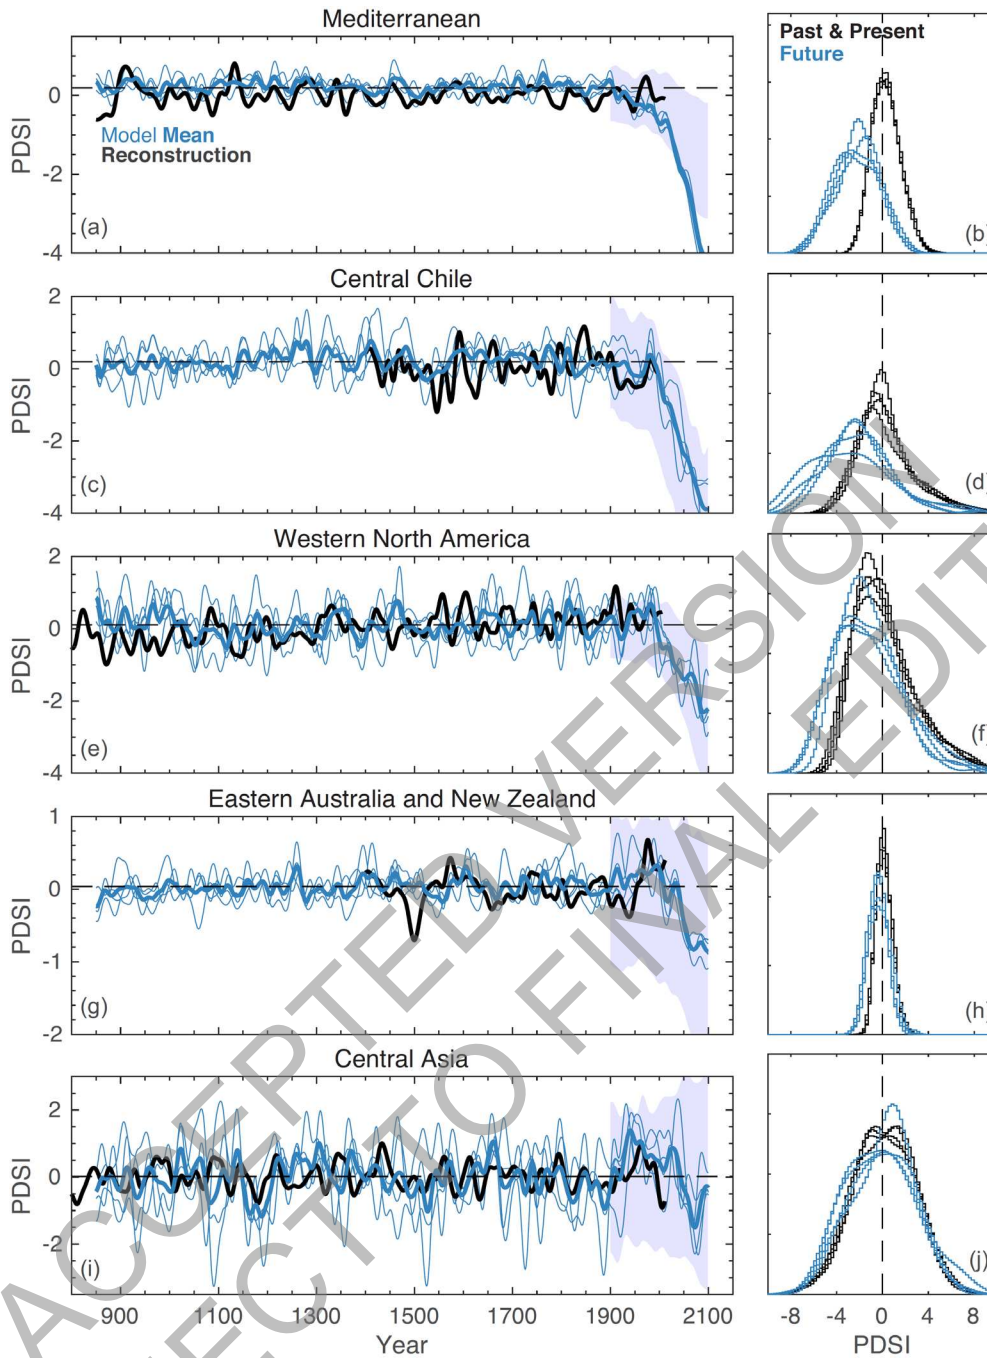 Mediterranean
Past & Present
Future
0
-2
-4
PDSI
Model Mean
Reconstruction
(a)
(b)
Central Chile
2
0
-2
-4
PDSI
(c)
(d)
Western North America
2
0
-2
-4
PDSI
(e)
(f)
Eastern Australia and New Zealand
1
0
-1
-2
PDSI
(g)
(h)
Central Asia
2
0
-2
PDSI
(i)
(j)
900 1100 1300 1500 1700 1900 2100
Year
-8 -4 0 4 8
PDSI
ACCEPTED VERSION
ECT TO FINAL EDIT